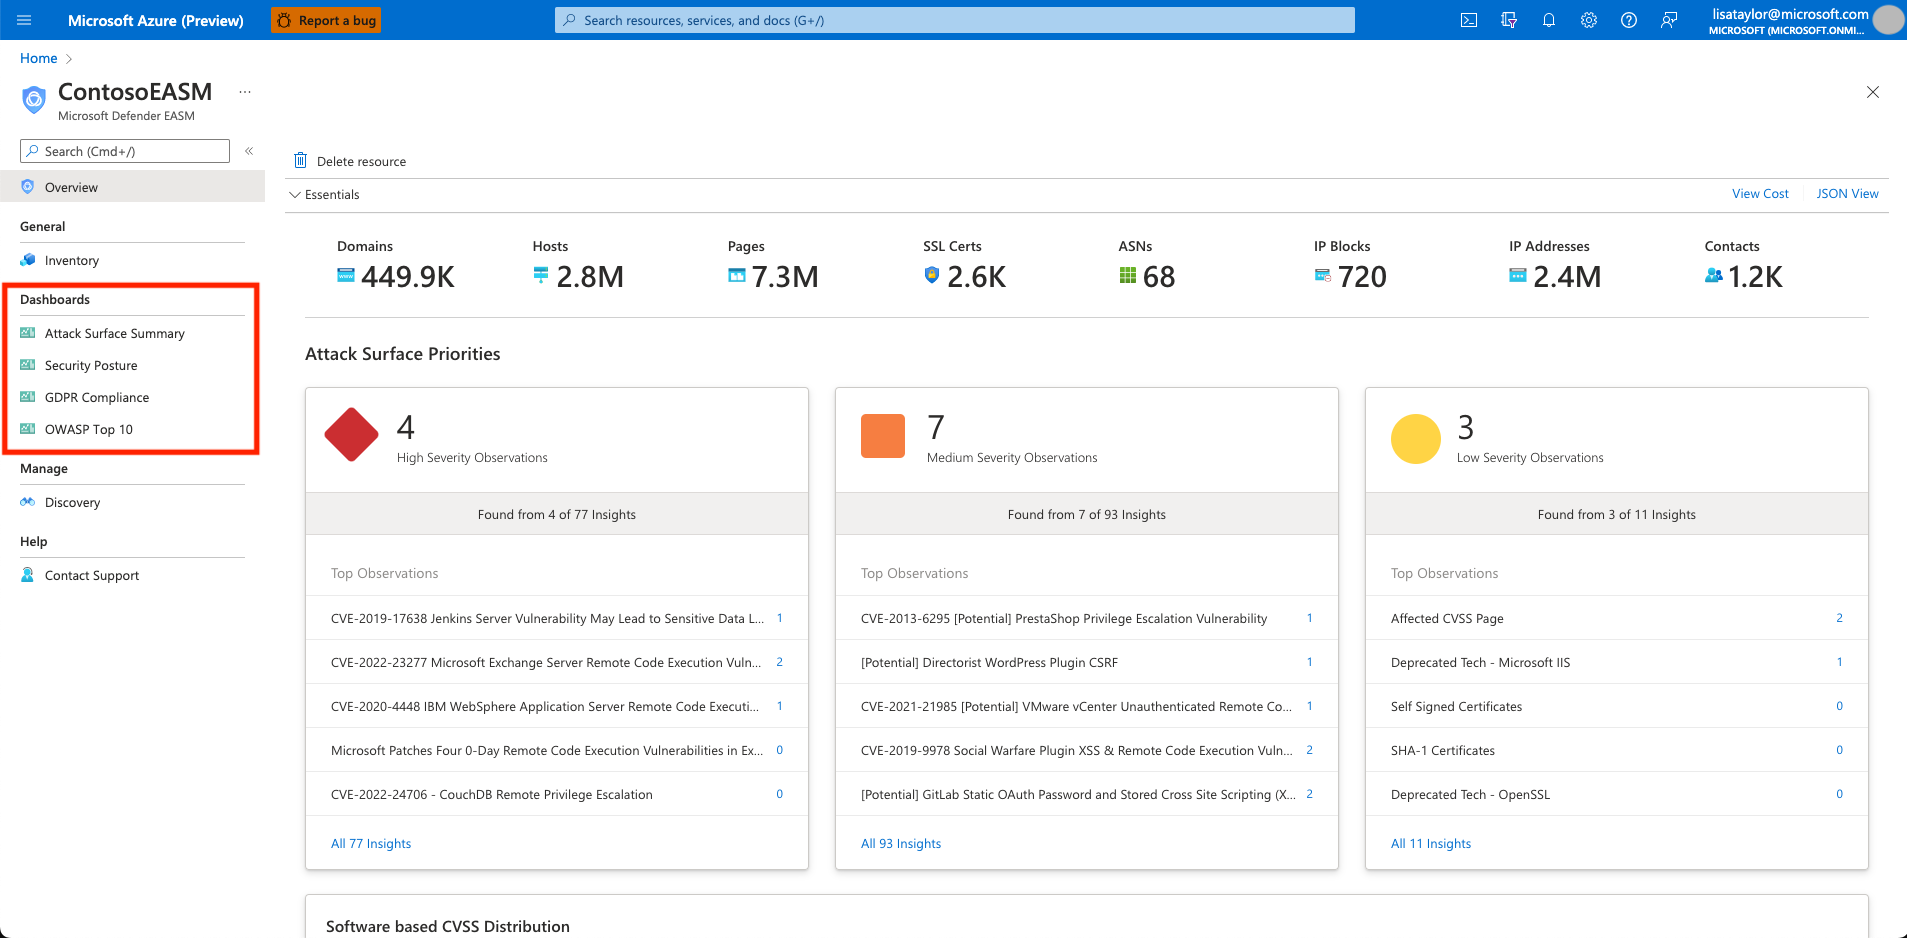 Microsoft Azure (Preview)
Report a bug
Search resources, services, and docs (G+/)
lisataylor@microsoft.com
MICROSOFT (MICROSOFT.ONMI...
Home
ContosoEASM
...
Microsoft Defender EASM
Search (Cmd+/)
«
Overview
General
Inventory
Dashboards
Attack Surface Summary
Security Posture
GDPR Compliance
OWASP Top 10
Manage
Discovery
Help
Contact Support
Delete resource
Essentials
View Cost
JSON View
Domains
449.9K
Hosts
2.8M
Pages
7.3M
SSL Certs
2.6K
ASNs
68
IP Blocks
720
IP Addresses
2.4M
Contacts
1.2K
Attack Surface Priorities
4
High Severity Observations
Found from 4 of 77 Insights
Top Observations
CVE-2019-17638 Jenkins Server Vulnerability May Lead to Sensitive Data L... 1
CVE-2022-23277 Microsoft Exchange Server Remote Code Execution Vuln... 2
CVE-2020-4448 IBM WebSphere Application Server Remote Code Executi... 1
Microsoft Patches Four 0-Day Remote Code Execution Vulnerabilities in Ex... 0
CVE-2022-24706 - CouchDB Remote Privilege Escalation 0
All 77 Insights
7
Medium Severity Observations
Found from 7 of 93 Insights
Top Observations
CVE-2013-6295 [Potential] PrestaShop Privilege Escalation Vulnerability 1
[Potential] Directorist WordPress Plugin CSRF 1
CVE-2021-21985 [Potential] VMware vCenter Unauthenticated Remote Co... 1
CVE-2019-9978 Social Warfare Plugin XSS & Remote Code Execution Vuln... 2
[Potential] GitLab Static OAuth Password and Stored Cross Site Scripting (X... 2
All 93 Insights
3
Low Severity Observations
Found from 3 of 11 Insights
Top Observations
Affected CVSS Page 2
Deprecated Tech - Microsoft IIS 1
Self Signed Certificates 0
SHA-1 Certificates 0
Deprecated Tech - OpenSSL 0
All 11 Insights
Software based CVSS Distribution